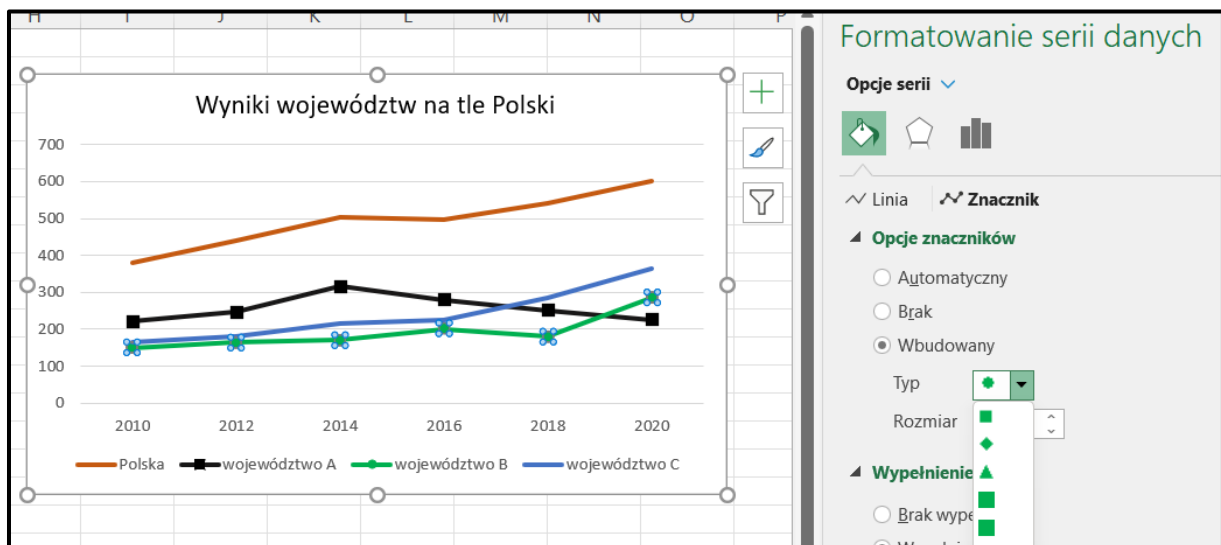 H I J K L M N O P
Wyniki województw na tle Polski
700
600
500
400
300
200
100
0
2010 2012 2014 2016 2018 2020
Polska województwo A województwo B województwo C
Formatowanie serii danych
Opcje serii
Linia Znacznik
Opcje znaczników
Automatyczny
Brak
Wbudowany
Typ
Rozmiar
Wypełnienie
Brak wype